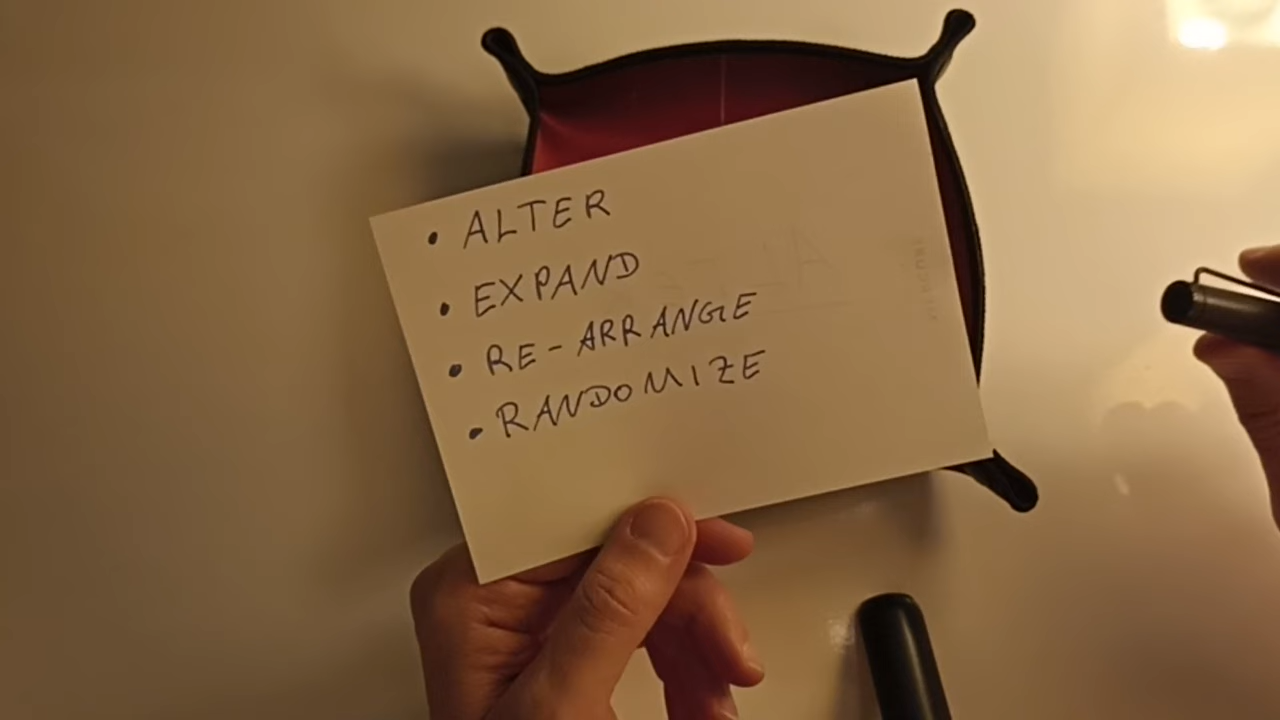 • ALTER
• EXPAND
• RE-ARRANGE
• RANDOMIZE